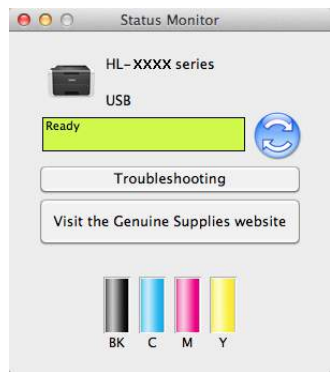 Status Monitor
HL-XXXX series
USB
Ready
Troubleshooting
Visit the Genuine Supplies website
BK C M Y